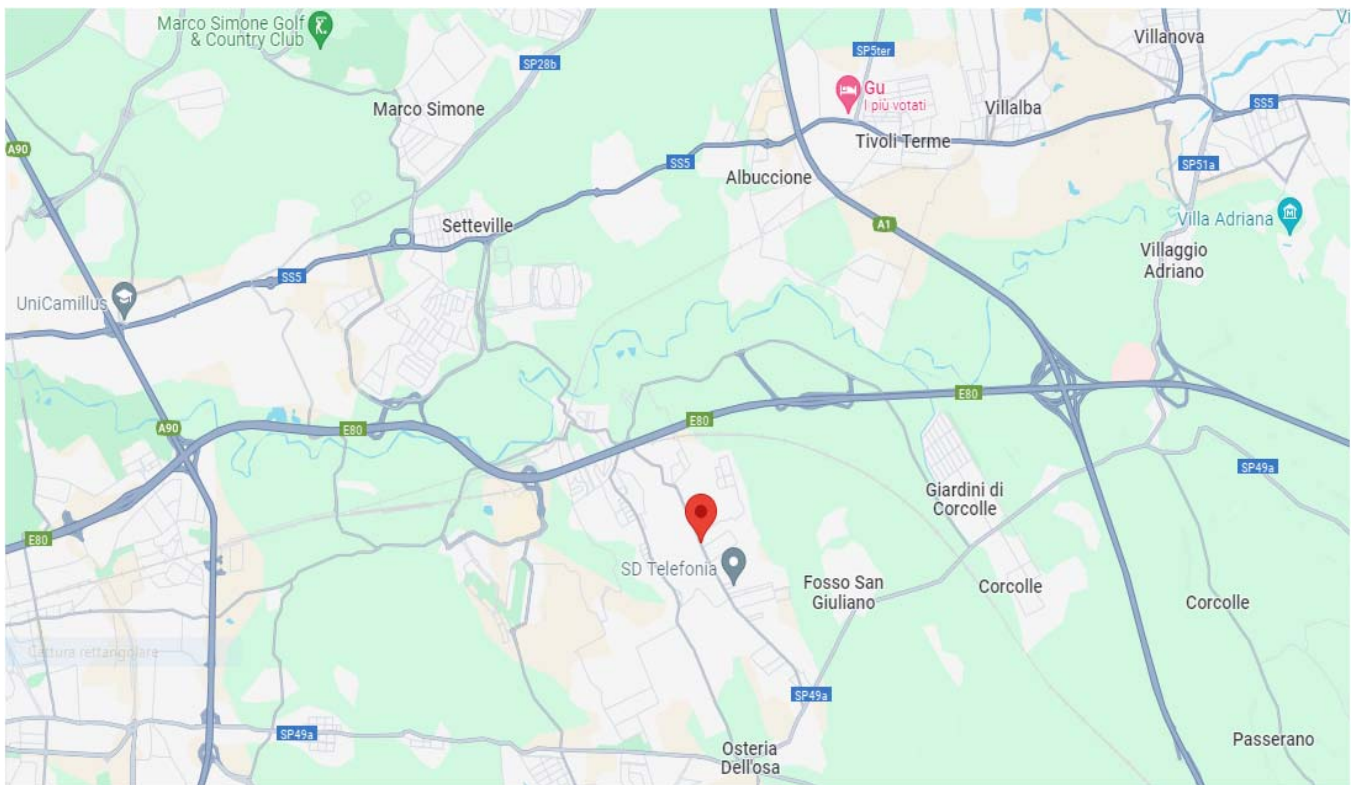 Marco Simone Golf
& Country Club
Vi
Villanova
SP5ter
SP28b
Gu
I più votati
Villalba
SS5
Marco Simone
Tivoli Terme
A90
SS5
SP51a
Albuccione
Setteville
A1
Villa Adriana
Villaggio
Adriano
SS5
UniCamillus
E80
E80
A90
E80
SP49a
Giardini di
Corcolle
E80
SD Telefonia
Fosso San
Giuliano
Corcolle
Corcolle
Cattura rettangolare
SP49a
SP49a
Osteria
Dell'osa
Passerano